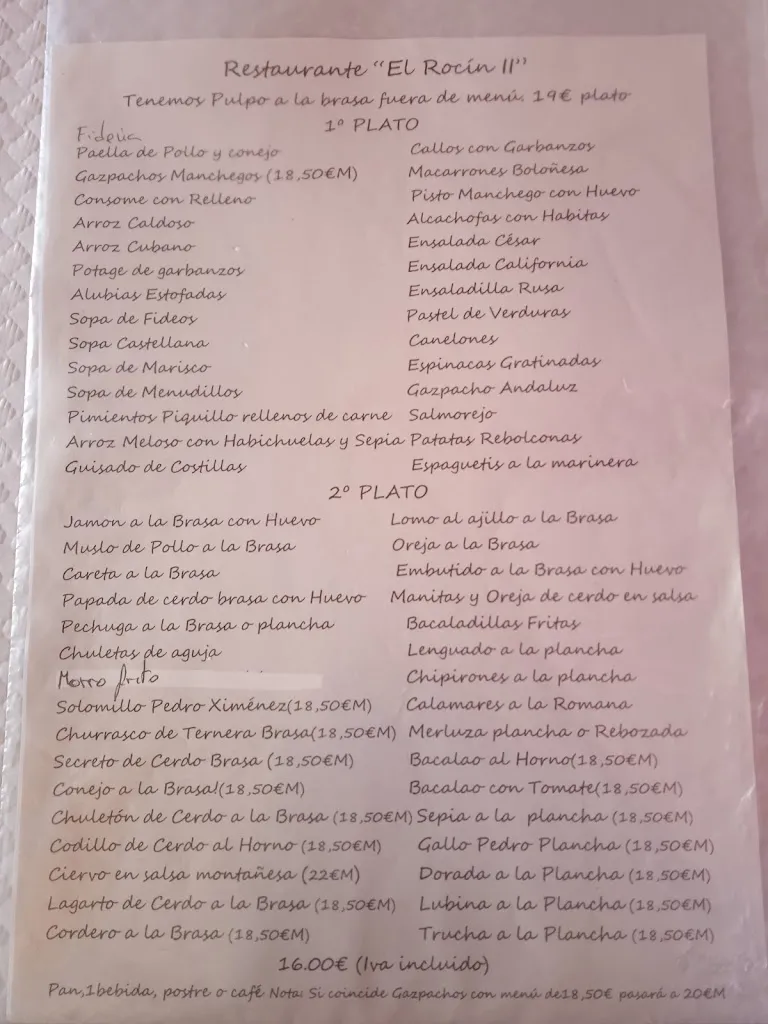 Restaurante "El Rocín II"
Tenemos Pulpo a la brasa fuera de menú. 19€ plato
1º PLATO
Fideúa
Paella de Pollo y conejo
Gazpachos Manchegos (18,50€M)
Consome con Relleno
Arroz Caldoso
Arroz Cubano
Potage de garbanzos
Alubias Estofadas
Sopa de Fideos
Sopa Castellana
Sopa de Marisco
Sopa de Menudillos
Pimientos Piquillo rellenos de carne
Arroz Meloso con Habichuelas y Sepia
Guisado de Costillas
Callos con Garbanzos
Macarrones Boloñesa
Pisto Manchego con Huevo
Alcachofas con Habitas
Ensalada César
Ensalada California
Ensaladilla Rusa
Pastel de Verduras
Canelones
Espinacas Gratinadas
Gazpacho Andaluz
Salmorejo
Patatas Rebolconas
Espaguetis a la marinera
2º PLATO
Jamon a la Brasa con Huevo
Muslo de Pollo a la Brasa
Careta a la Brasa
Papada de cerdo brasa con Huevo
Pechuga a la Brasa o plancha
Chuletas de aguja
Morro frito
Solomillo Pedro Ximénez(18,50€M)
Churrasco de Ternera Brasa(18,50€M)
Secreto de Cerdo Brasa (18,50€M)
Conejo a la Brasa!(18,50€M)
Chuletón de Cerdo a la Brasa (18,50€M)
Codillo de Cerdo al Horno (18,50€M)
Ciervo en salsa montañesa (22€M)
Lagarto de Cerdo a la Brasa (18,50€M)
Cordero a la Brasa (18,50€M)
Lomo al ajillo a la Brasa
Oreja a la Brasa
Embutido a la Brasa con Huevo
Manitas y Oreja de cerdo en salsa
Bacaladillas Fritas
Lenguado a la plancha
Chipirones a la plancha
Calamares a la Romana
Merluza plancha o Rebozada
Bacalao al Horno(18,50€M)
Bacalao con Tomate(18,50€M)
Sepia a la plancha (18,50€M)
Gallo Pedro Plancha (18,50€M)
Dorada a la Plancha (18,50€M)
Lubina a la Plancha (18,50€M)
Trucha a la Plancha (18,50€M)
16.00€ (Iva incluido)
Pan,1bebida, postre o café Nota: Si coincide Gazpachos con menú de18,50€ pasará a 20€M